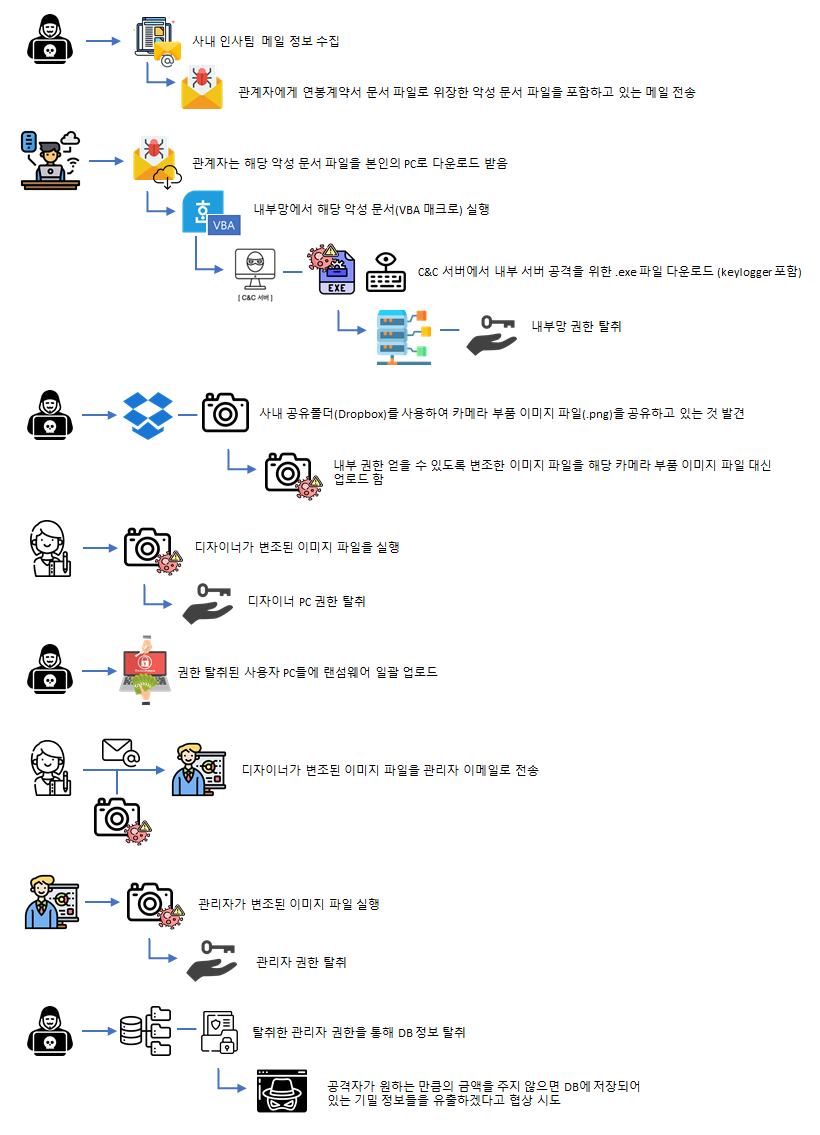 사내 인사팀 메일 정보 수집
관계자에게 연봉계약서 문서 파일로 위장한 악성 문서 파일을 포함하고 있는 메일 전송
관계자는 해당 악성 문서 파일을 본인의 PC로 다운로드 받음
내부망에서 해당 악성 문서(VBA 매크로) 실행
호
VBA
C&C 서버에서 내부 서버 공격을 위한 .exe 파일 다운로드 (keylogger 포함)
EXE
[ C&C 서버 ]
내부망 권한 탈취
사내 공유폴더(Dropbox)를 사용하여 카메라 부품 이미지 파일(.png)을 공유하고 있는 것 발견
내부 권한 얻을 수 있도록 변조한 이미지 파일을 해당 카메라 부품 이미지 파일 대신
업로드 함
디자이너가 변조된 이미지 파일을 실행
디자이너 PC 권한 탈취
권한 탈취된 사용자 PC들에 랜섬웨어 일괄 업로드
디자이너가 변조된 이미지 파일을 관리자 이메일로 전송
관리자가 변조된 이미지 파일 실행
관리자 권한 탈취
탈취한 관리자 권한을 통해 DB 정보 탈취
공격자가 원하는 만큼의 금액을 주지 않으면 DB에 저장되어
있는 기밀 정보들을 유출하겠다고 협상 시도